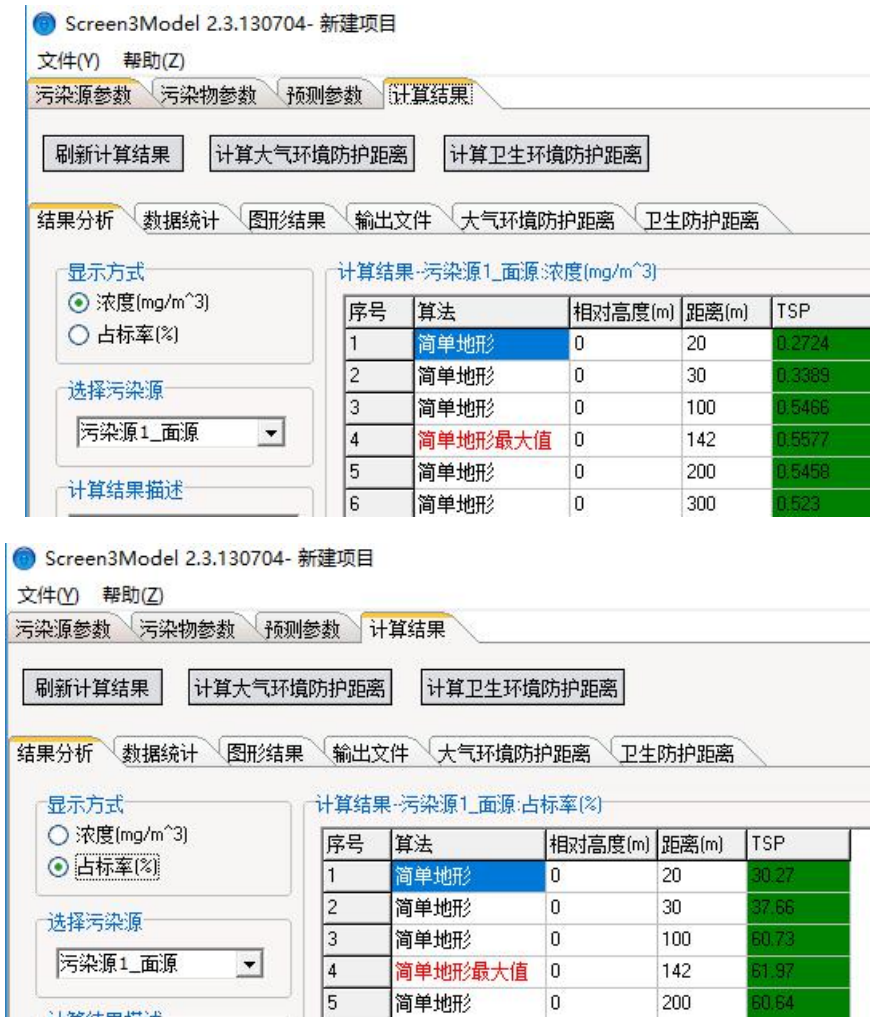 Screen3Model 2.3.130704- 新建项目
文件(Y) 帮助(Z)
污染源参数 污染物参数 预测参数 计算结果
刷新计算结果 计算大气环境防护距离 计算卫生环境防护距离
结果分析 数据统计 图形结果 输出文件 大气环境防护距离 卫生防护距离
显示方式 计算结果-污染源1_面源:浓度(mg/m^3)
浓度(mg/m^3)
占标率(%)
序号 算法 相对高度(m) 距离(m) TSP
1 简单地形 0 20 0.2724
2 简单地形 0 30 0.3389
选择污染源
3 简单地形 0 100 0.5466
污染源1_面源
4 简单地形最大值 0 142 0.5577
5 简单地形 0 200 0.5458
计算结果描述
6 简单地形 0 300 0.523
Screen3Model 2.3.130704- 新建项目
文件(Y) 帮助(Z)
污染源参数 污染物参数 预测参数 计算结果
刷新计算结果 计算大气环境防护距离 计算卫生环境防护距离
结果分析 数据统计 图形结果 输出文件 大气环境防护距离 卫生防护距离
显示方式 计算结果-污染源1_面源:占标率(%)
浓度(mg/m^3)
占标率(%)
序号 算法 相对高度(m) 距离(m) TSP
1 简单地形 0 20 30.27
2 简单地形 0 30 37.66
选择污染源
3 简单地形 0 100 60.73
污染源1_面源
4 简单地形最大值 0 142 61.97
5 简单地形 0 200 60.64